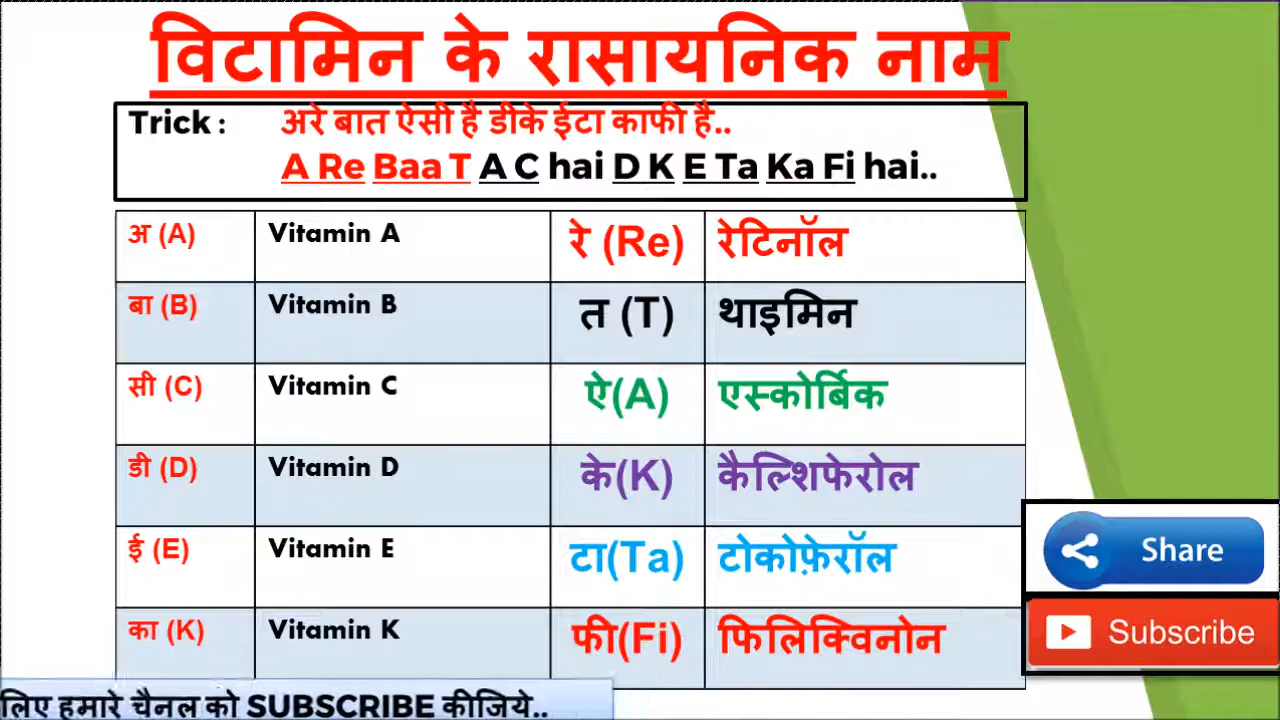 विटामिन के रासायनिक नाम
Trick : अरे बात ऐसी है डीके ईटा काफी है..
A Re Baa T A C hai D K E Ta Ka Fi hai..
अ (A) Vitamin A रे (Re) रेटिनॉल
बा (B) Vitamin B त (T) थाइमिन
सी (C) Vitamin C ऐ(A) एस्कोर्बिक
डी (D) Vitamin D के(K) कैल्शिफेरोल
ई (E) Vitamin E टा(Ta) टोकोफ़ेरॉल
का (K) Vitamin K फी(Fi) फिलिक्विनोन
Share
Subscribe
लिए हमारे चैनल को SUBSCRIBE कीजिये..